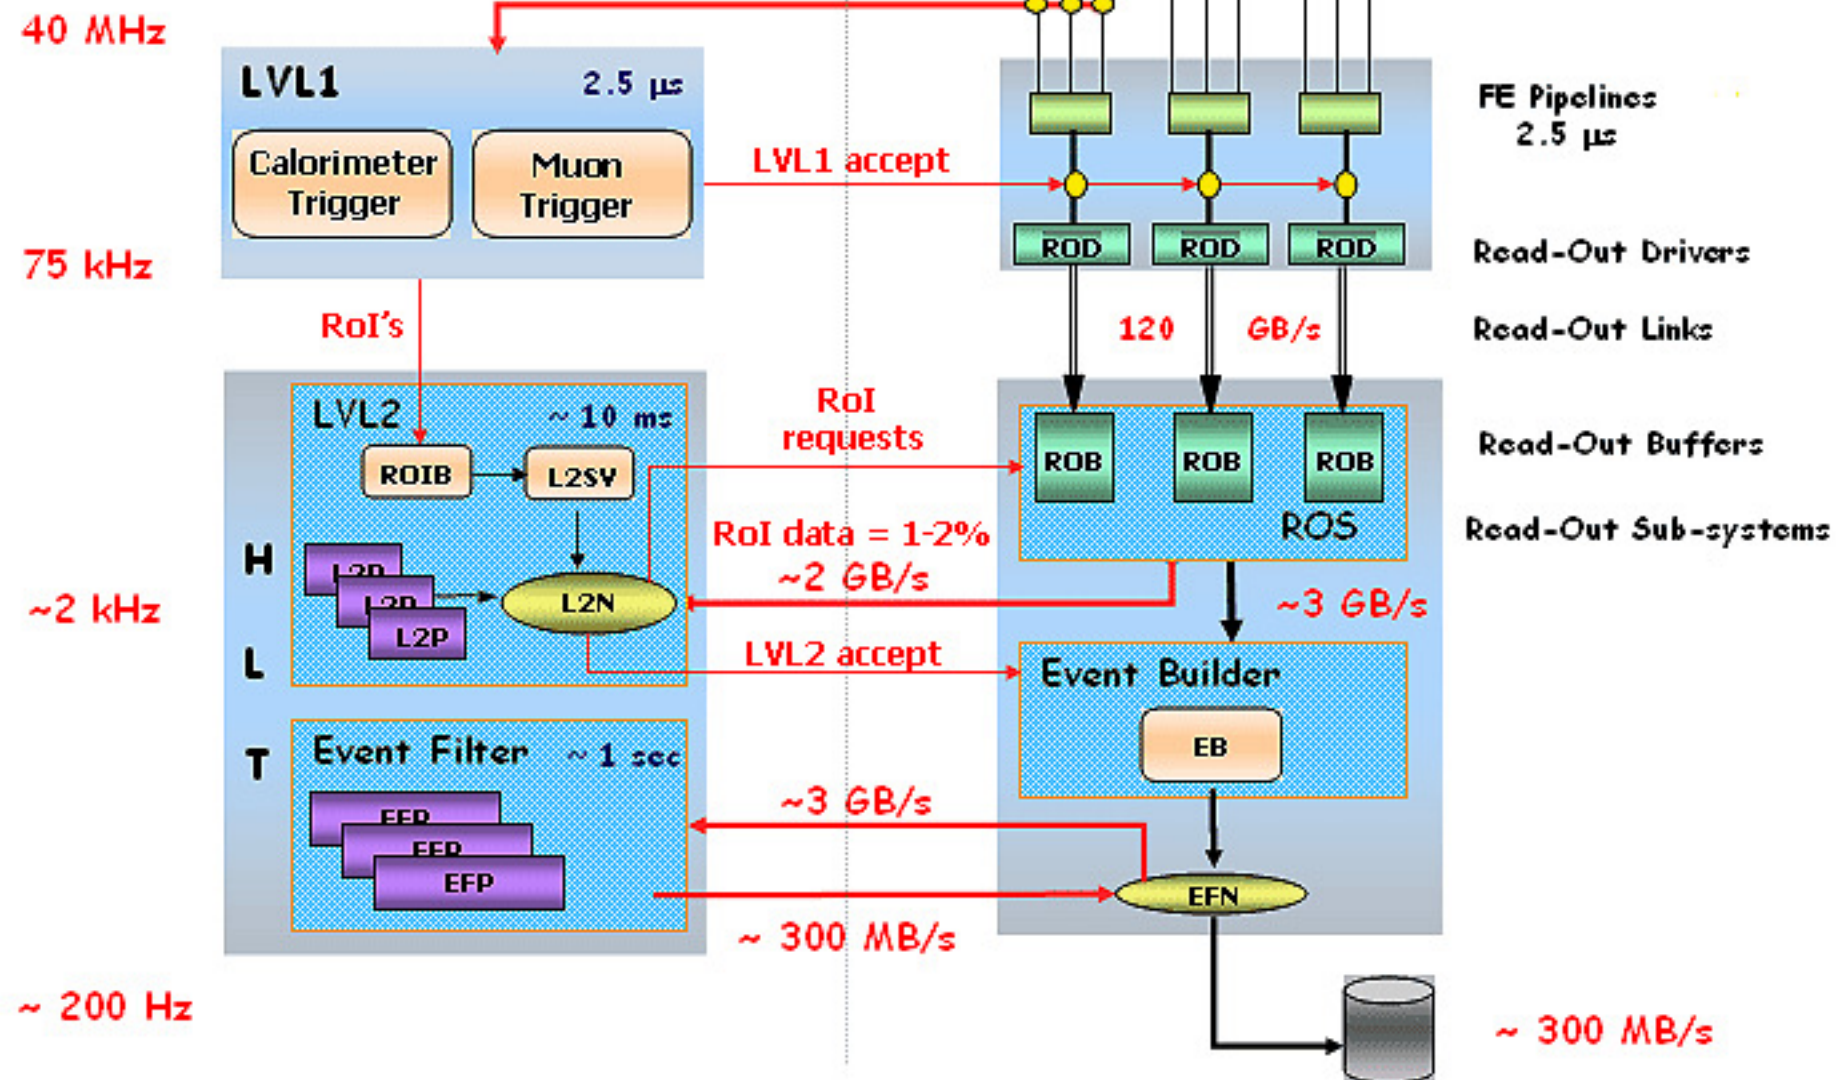 40 MHz
LVL1 2.5 µs
FE Pipelines
2.5 µs
Calorimeter
Trigger
Muon
Trigger
LVL1 accept
ROD ROD ROD
Read-Out Drivers
75 kHz
RoI's
120 GB/s
Read-Out Links
LVL2 ~ 10 ms
RoI
requests
ROIB L2SV
ROB ROB ROB
Read-Out Buffers
ROS
Read-Out Sub-systems
RoI data = 1-2%
~2 GB/s
H
L
T
L2P
L2P
L2P
L2N
~2 kHz
~3 GB/s
LVL2 accept
Event Builder
EB
Event Filter ~ 1 sec
~3 GB/s
EFP
EFP
EFP
EFN
~ 300 MB/s
~ 200 Hz
~ 300 MB/s